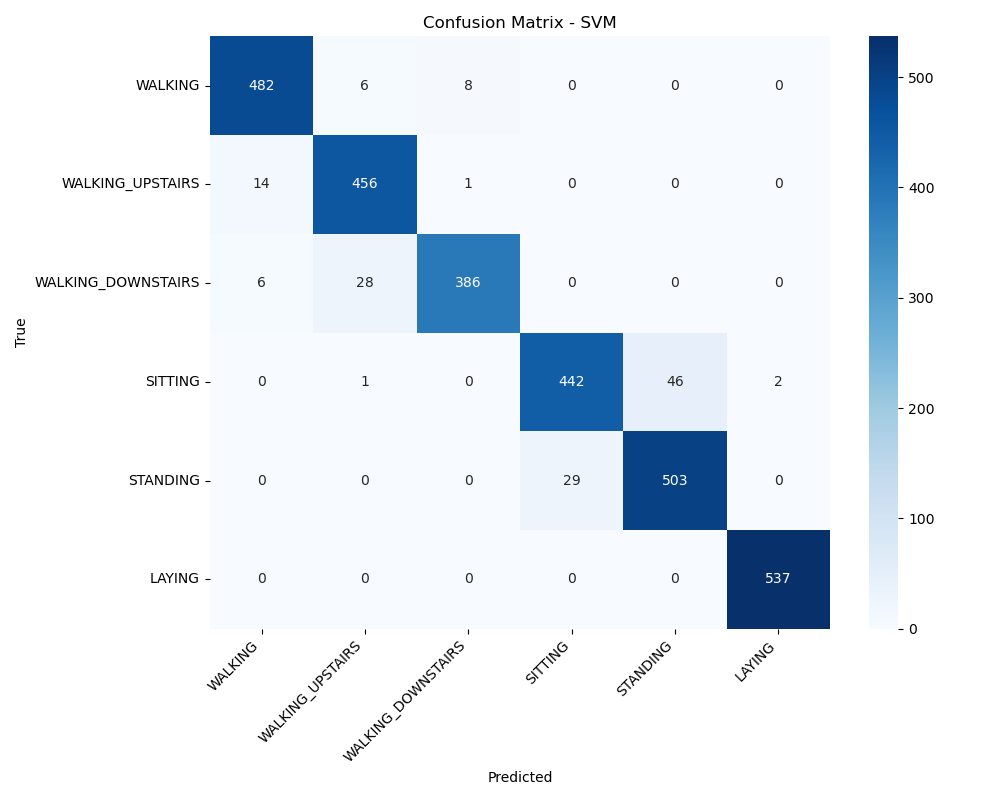 Confusion Matrix - SVM
WALKING 482 6 8 0 0 0
WALKING_UPSTAIRS 14 456 1 0 0 0
WALKING_DOWNSTAIRS 6 28 386 0 0 0
SITTING 0 1 0 442 46 2
STANDING 0 0 0 29 503 0
LAYING 0 0 0 0 0 537
True
WALKING
WALKING_UPSTAIRS
WALKING_DOWNSTAIRS
SITTING
STANDING
LAYING
Predicted
500
400
300
200
100
0